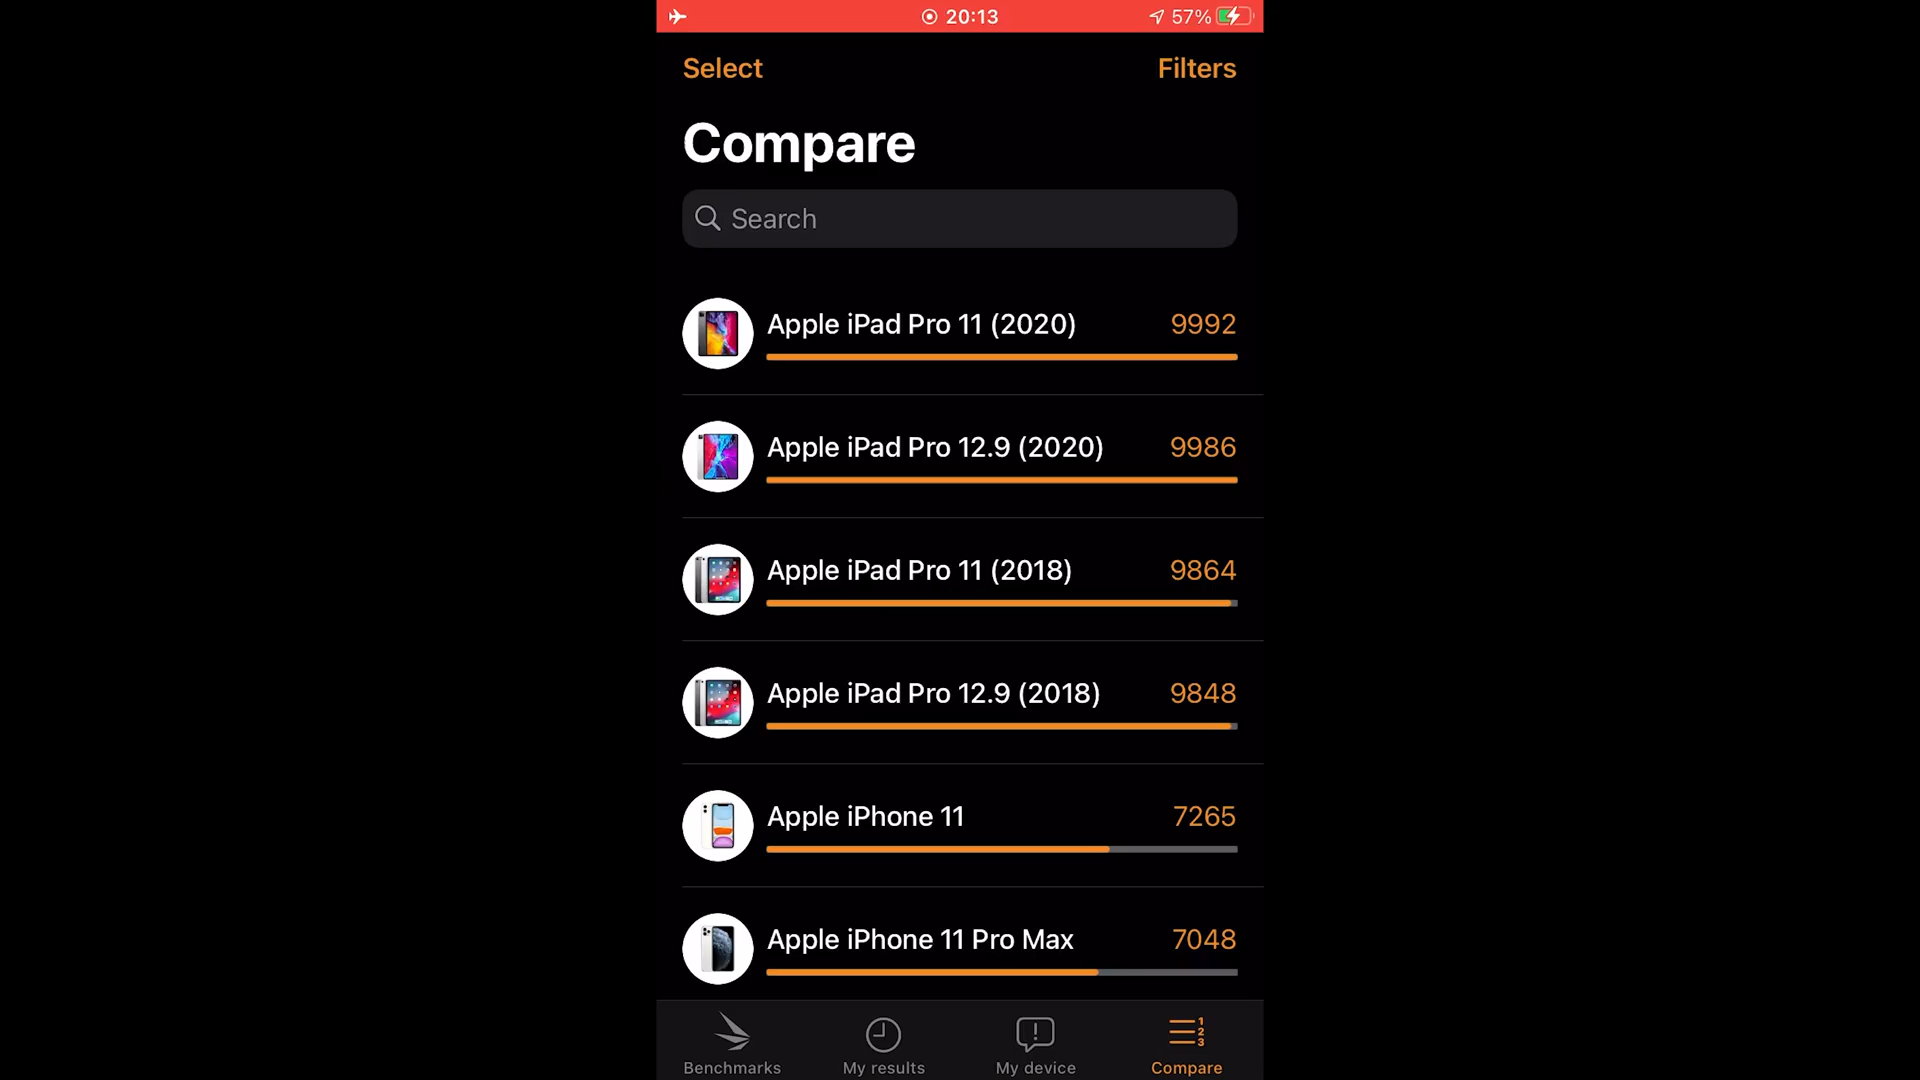 20:13
57%
Select
Filters
Compare
Search
Apple iPad Pro 11 (2020)
9992
Apple iPad Pro 12.9 (2020)
9986
Apple iPad Pro 11 (2018)
9864
Apple iPad Pro 12.9 (2018)
9848
Apple iPhone 11
7265
Apple iPhone 11 Pro Max
7048
Benchmarks
My results
My device
Compare